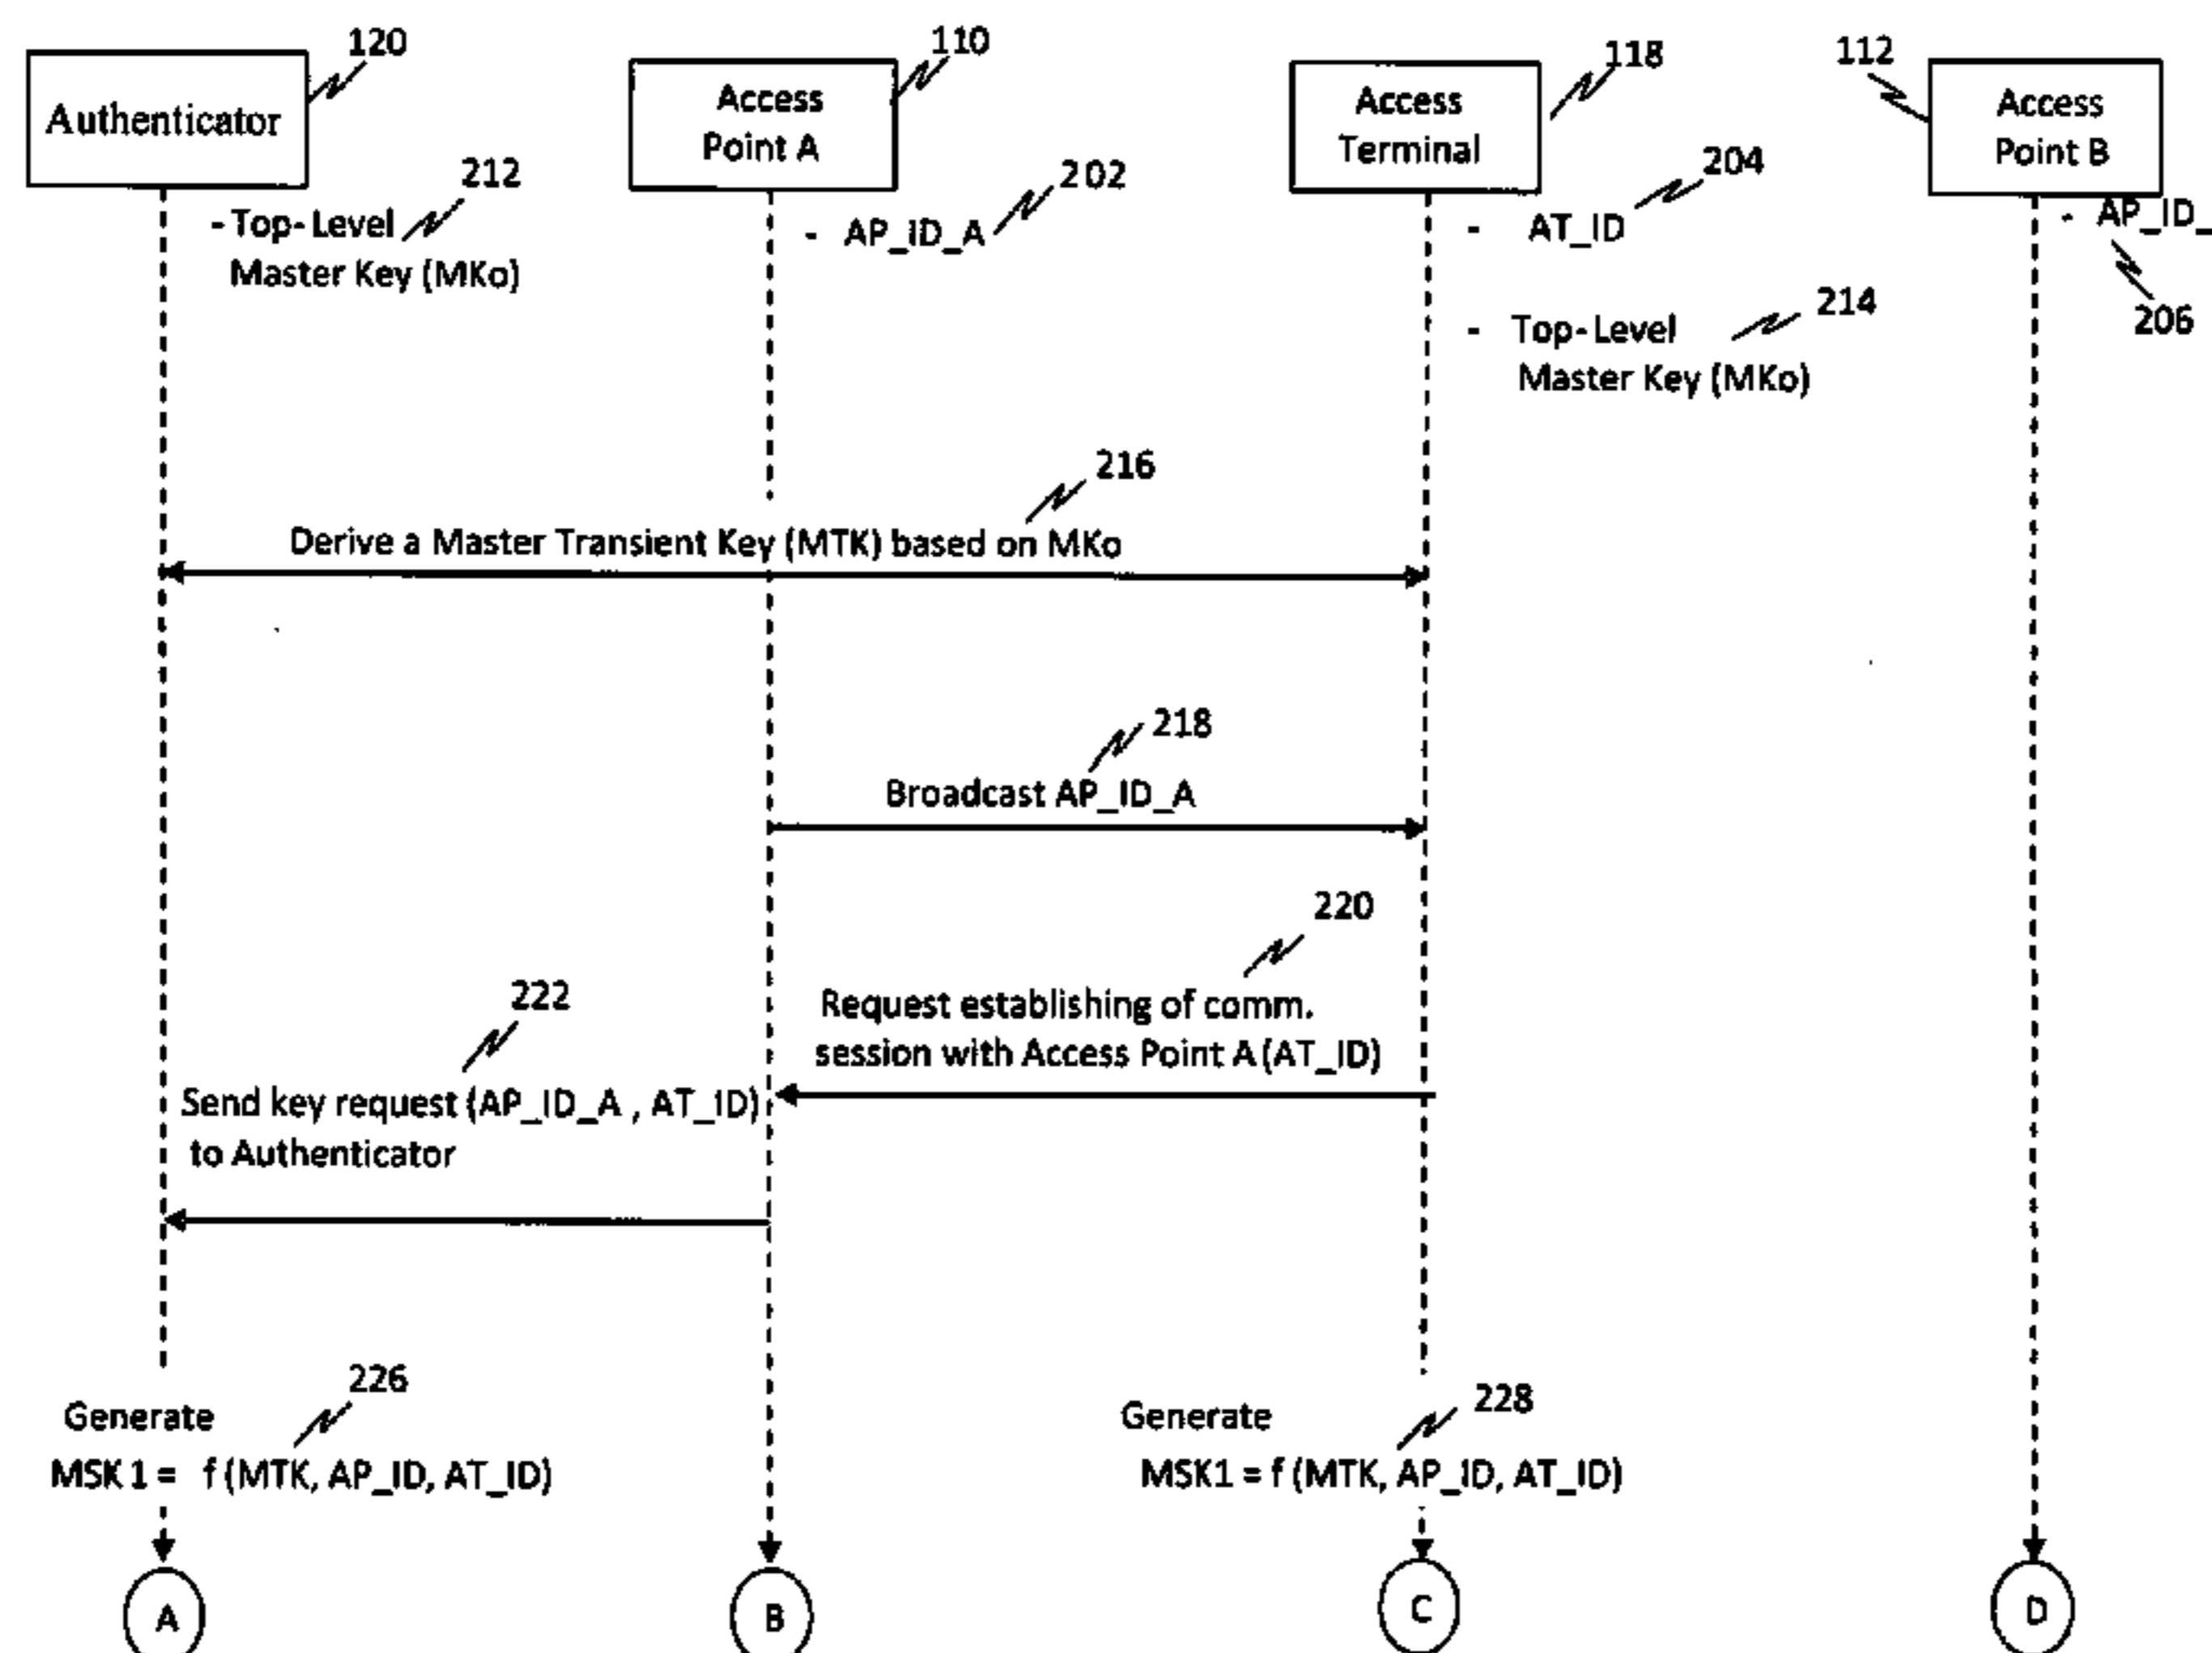 120
110
118
112
Authenticator
Access
Point A
Access
Terminal
Access
Point B
212
- Top-Level
Master Key (MKo)
202
- AP_ID_A
204
- AT_ID
- AP_ID_
206
214
- Top-Level
Master Key (MKo)
216
Derive a Master Transient Key (MTK) based on MKo
218
Broadcast AP_ID_A
220
Request establishing of comm.
session with Access Point A (AT_ID)
222
Send key request (AP_ID_A , AT_ID)
to Authenticator
226
Generate
MSK1 = f (MTK, AP_ID, AT_ID)
228
Generate
MSK1 = f (MTK, AP_ID, AT_ID)
A
B
C
D